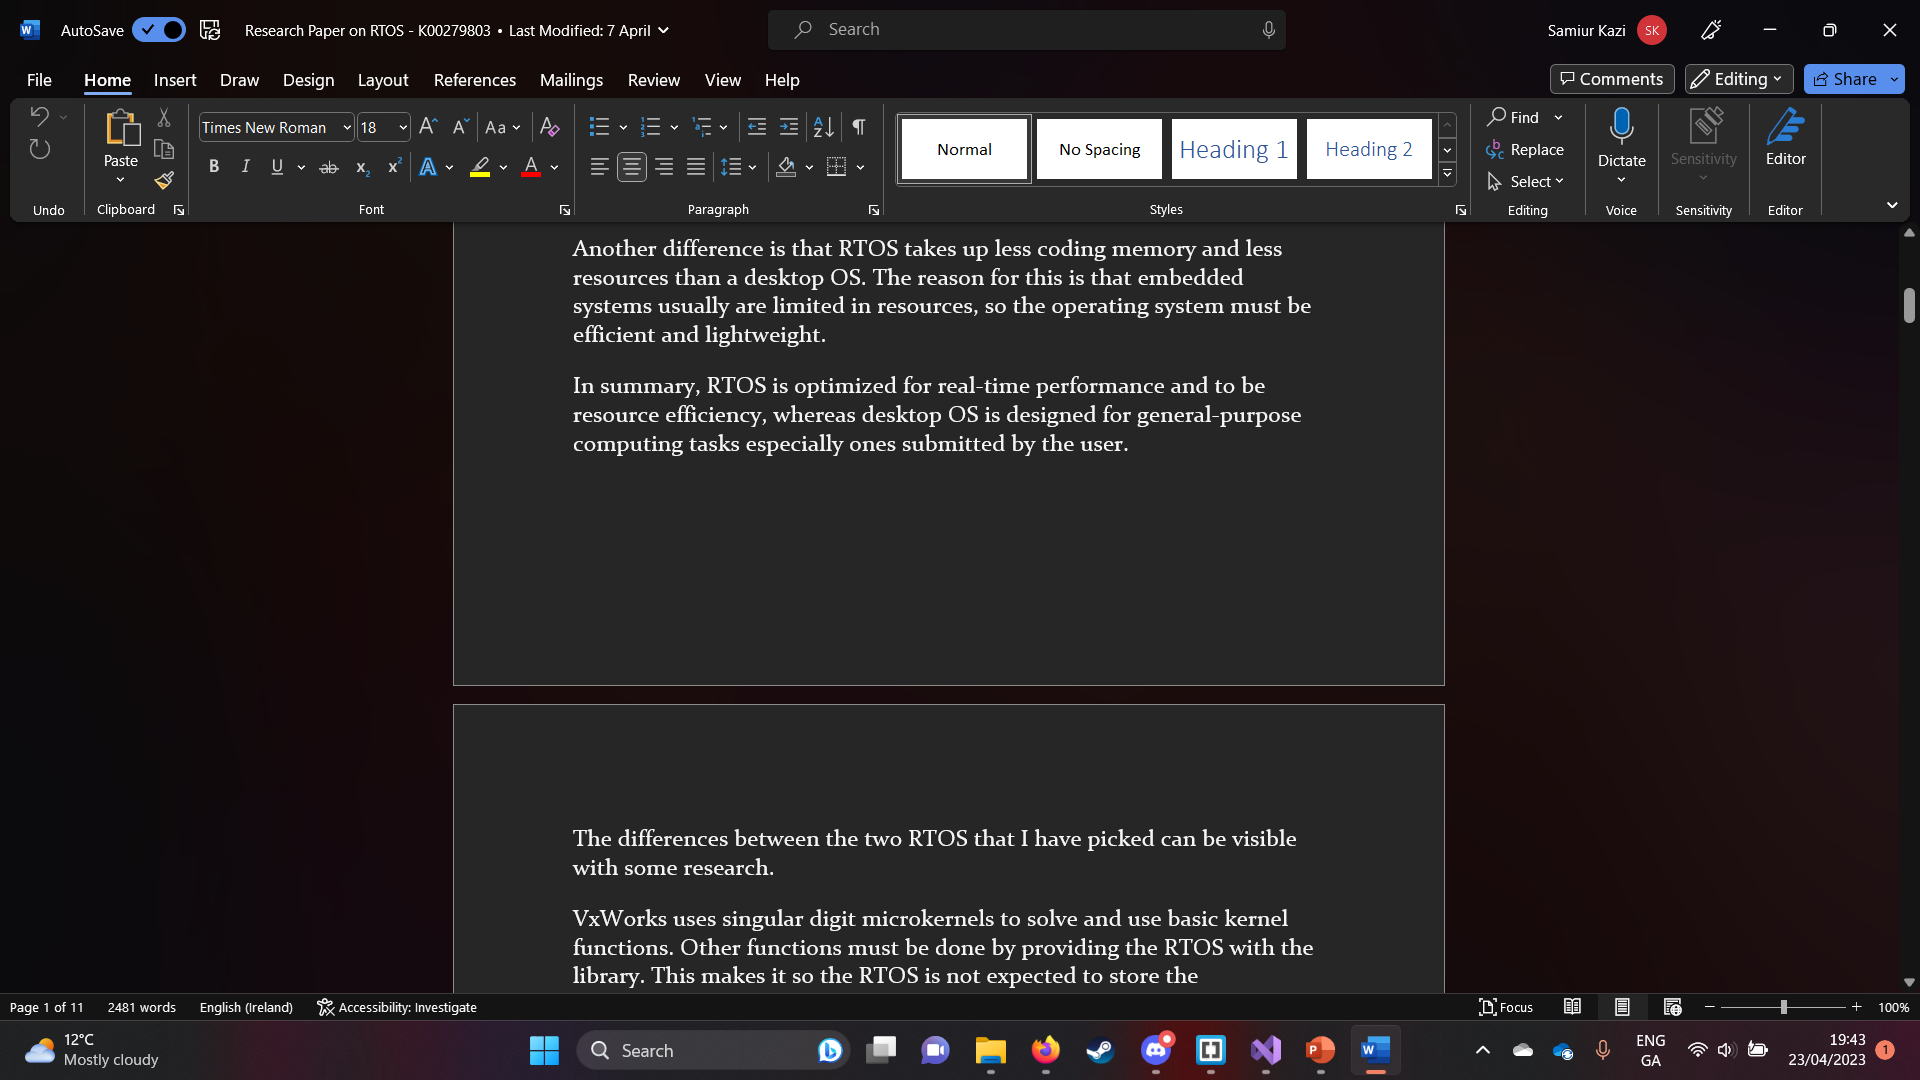 AutoSave
Research Paper on RTOS - K00279803 • Last Modified: 7 April
Search
Samiur Kazi
SK
File
Home
Insert
Draw
Design
Layout
References
Mailings
Review
View
Help
Comments
Editing
Share
Undo
Paste
Clipboard
Times New Roman
18
Font
Paragraph
Normal
No Spacing
Heading 1
Heading 2
Styles
Find
Replace
Select
Editing
Dictate
Voice
Sensitivity
Sensitivity
Editor
Editor
Another difference is that RTOS takes up less coding memory and less
resources than a desktop OS. The reason for this is that embedded
systems usually are limited in resources, so the operating system must be
efficient and lightweight.
In summary, RTOS is optimized for real-time performance and to be
resource efficiency, whereas desktop OS is designed for general-purpose
computing tasks especially ones submitted by the user.
The differences between the two RTOS that I have picked can be visible
with some research.
VxWorks uses singular digit microkernels to solve and use basic kernel
functions. Other functions must be done by providing the RTOS with the
library. This makes it so the RTOS is not expected to store the
Page 1 of 11
2481 words
English (Ireland)
Accessibility: Investigate
Focus
100%
12°C
Mostly cloudy
Search
ENG
GA
19:43
23/04/2023
1